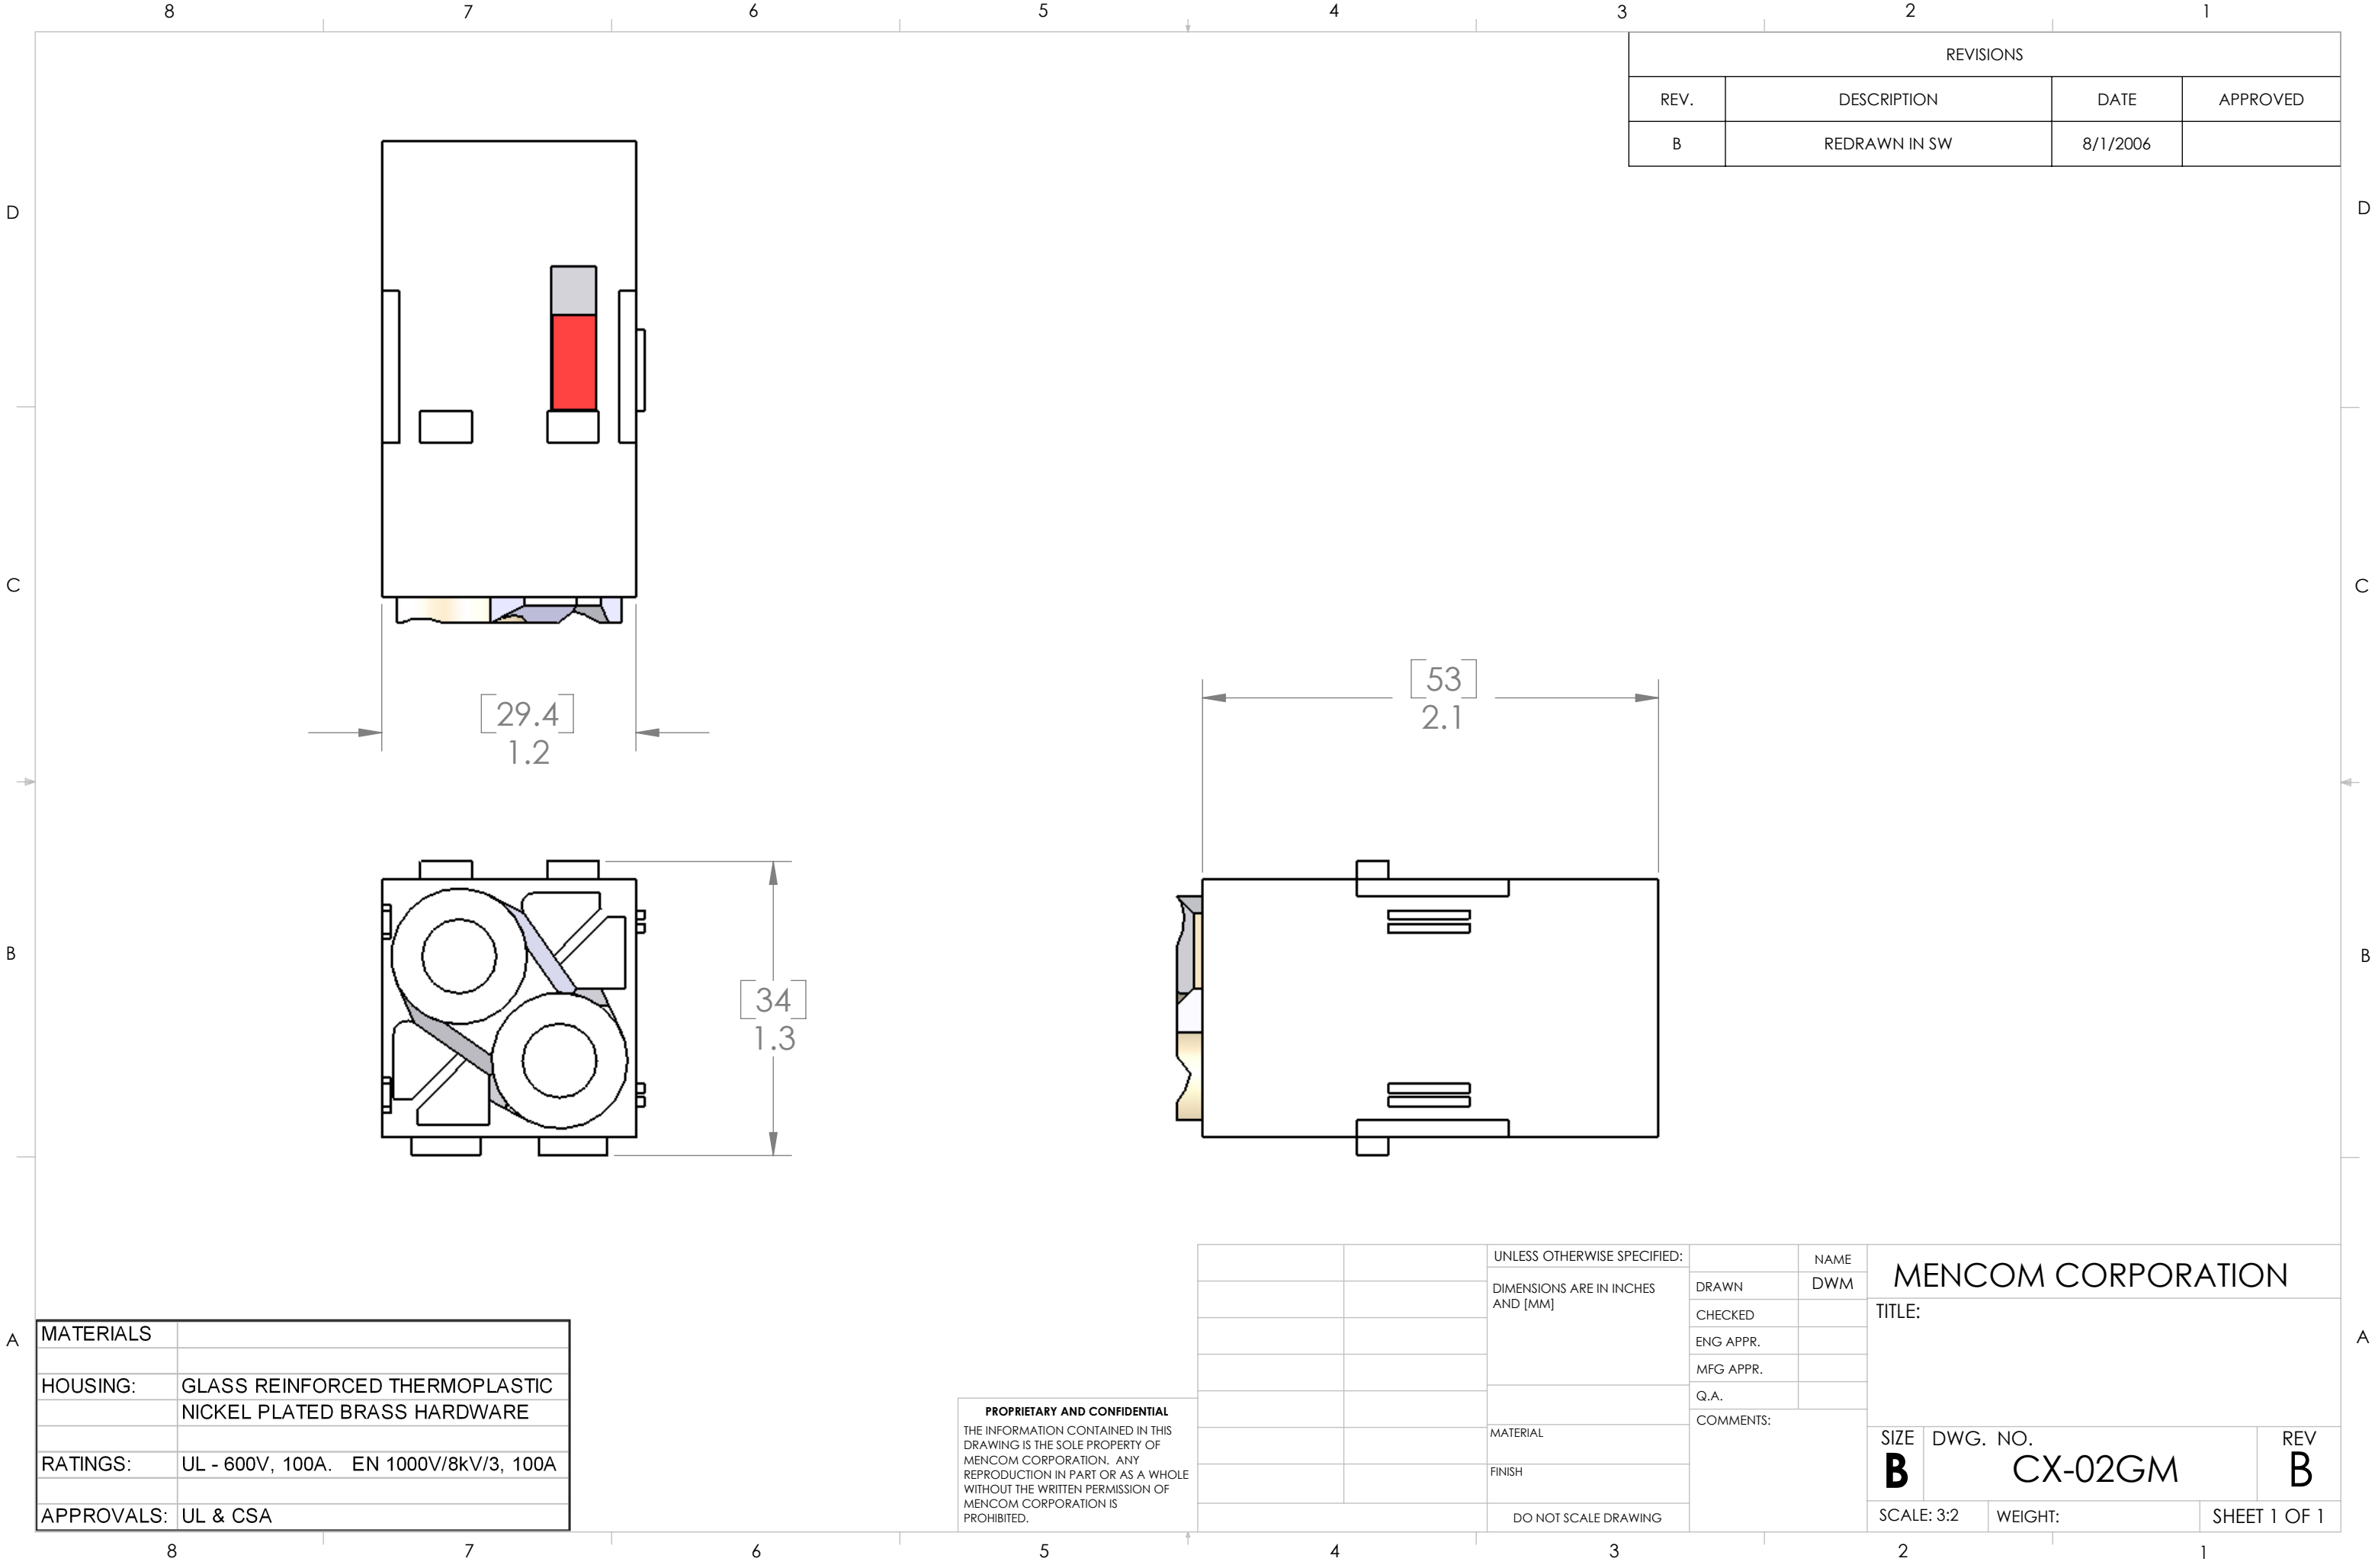 8 7 6 5 4 3 2 1
REVISIONS
REV. DESCRIPTION DATE APPROVED
B REDRAWN IN SW 8/1/2006
D D
C C
[29.4]
1.2
[53]
2.1
B B
[34]
1.3
A A
MATERIALS
HOUSING: GLASS REINFORCED THERMOPLASTIC
NICKEL PLATED BRASS HARDWARE
RATINGS: UL - 600V, 100A. EN 1000V/8kV/3, 100A
APPROVALS: UL & CSA
PROPRIETARY AND CONFIDENTIAL
THE INFORMATION CONTAINED IN THIS
DRAWING IS THE SOLE PROPERTY OF
MENCOM CORPORATION. ANY
REPRODUCTION IN PART OR AS A WHOLE
WITHOUT THE WRITTEN PERMISSION OF
MENCOM CORPORATION IS
PROHIBITED.
UNLESS OTHERWISE SPECIFIED:
DIMENSIONS ARE IN INCHES
AND [MM]
MATERIAL
FINISH
DO NOT SCALE DRAWING
NAME
DRAWN DWM
CHECKED
ENG APPR.
MFG APPR.
Q.A.
COMMENTS:
MENCOM CORPORATION
TITLE:
SIZE DWG. NO. REV
B CX-02GM B
SCALE: 3:2 WEIGHT: SHEET 1 OF 1
8 7 6 5 4 3 2 1